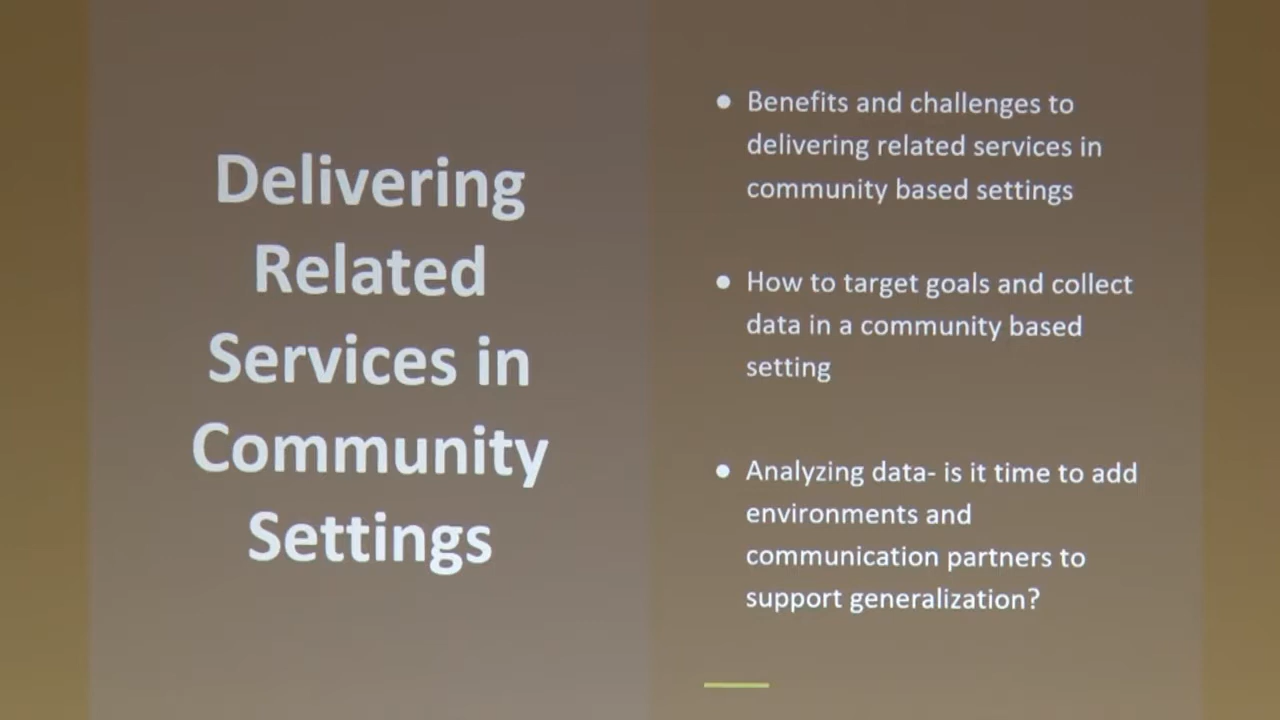 Delivering
Related
Services in
Community
Settings
● Benefits and challenges to
delivering related services in
community based settings
● How to target goals and collect
data in a community based
setting
● Analyzing data- is it time to add
environments and
communication partners to
support generalization?